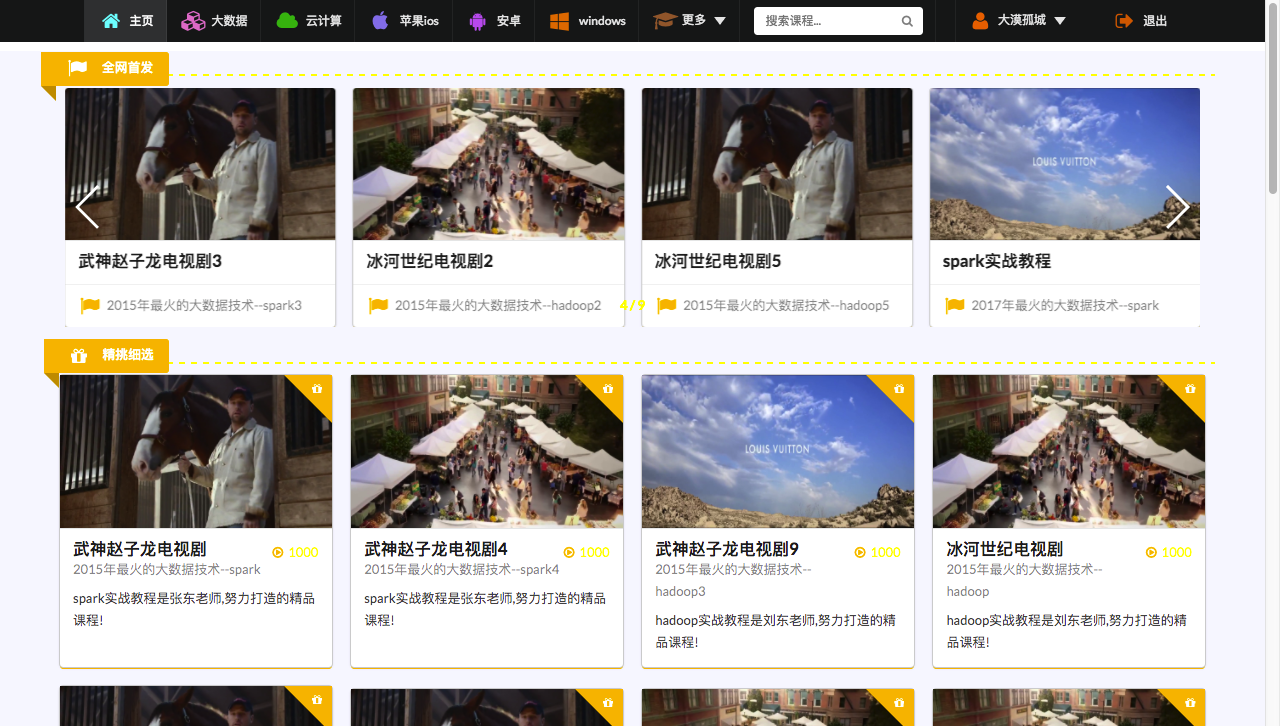 主页 大数据 云计算 苹果ios 安卓 windows 更多 搜索课程... 大漠孤城 退出
全网首发
LOUIS VUITTON
武神赵子龙电视剧3 冰河世纪电视剧2 冰河世纪电视剧5 spark实战教程
2015年最火的大数据技术--spark3 2015年最火的大数据技术--hadoop2 4/9 2015年最火的大数据技术--hadoop5 2017年最火的大数据技术--spark
精挑细选
LOUIS VUITTON
武神赵子龙电视剧 1000 武神赵子龙电视剧4 1000 武神赵子龙电视剧9 1000 冰河世纪电视剧 1000
2015年最火的大数据技术--spark 2015年最火的大数据技术--spark4 2015年最火的大数据技术-- 2015年最火的大数据技术--
hadoop3 hadoop
spark实战教程是张东老师,努力打造的精品 spark实战教程是张东老师,努力打造的精品
课程! 课程!
hadoop实战教程是刘东老师,努力打造的精 hadoop实战教程是刘东老师,努力打造的精
品课程! 品课程!